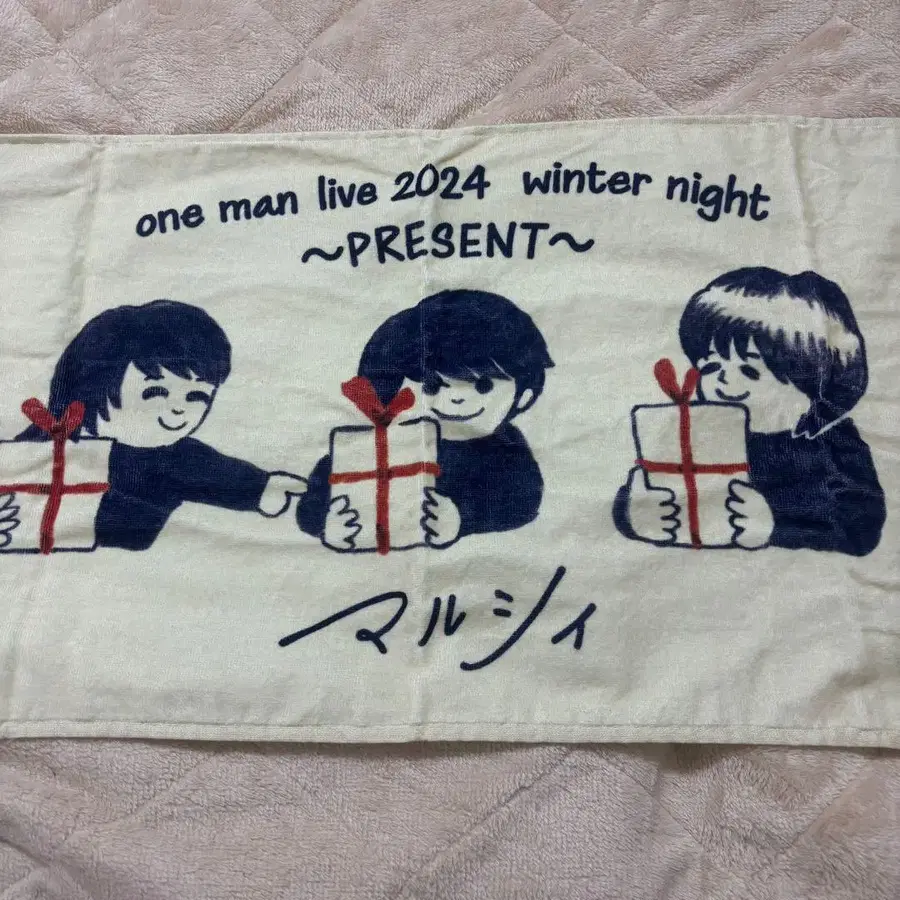 one man live 2024 winter night
~PRESENT~
マルシィ